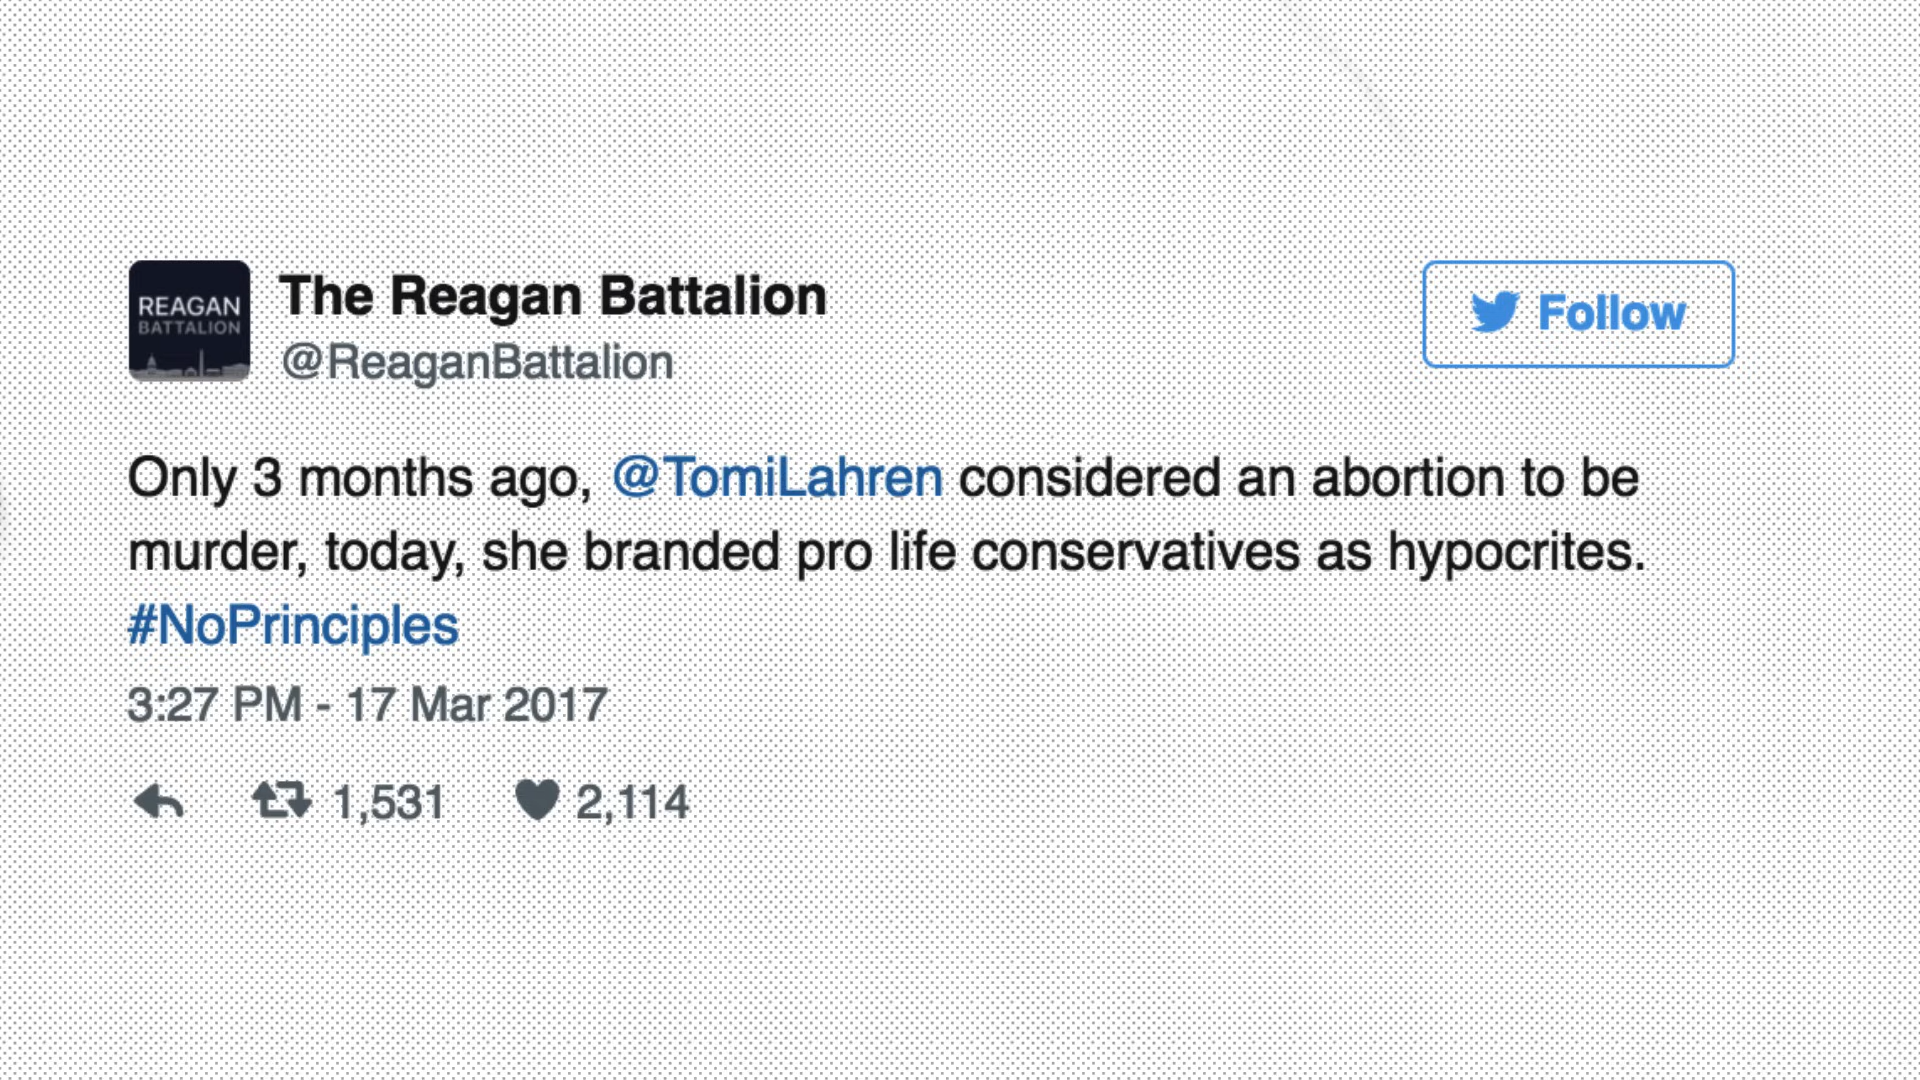 REAGAN
BATTALION
The Reagan Battalion
@ReaganBattalion
Follow
Only 3 months ago, @TomiLahren considered an abortion to be
murder, today, she branded pro life conservatives as hypocrites.
#NoPrinciples
3:27 PM - 17 Mar 2017
1,531 2,114